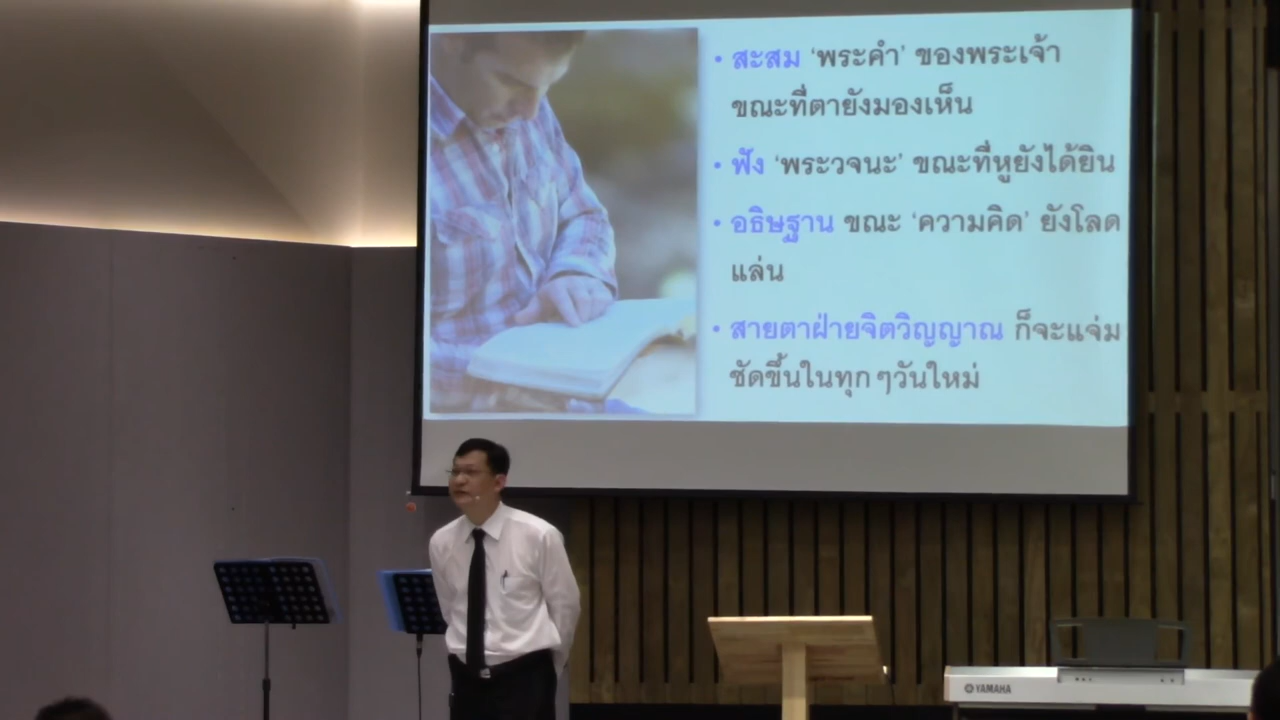 • สะสม ‘พระคำ’ ของพระเจ้า
ขณะที่ตายังมองเห็น
• ฟัง ‘พระวจนะ’ ขณะที่หูยังได้ยิน
• อธิษฐาน ขณะ ‘ความคิด’ ยังโลด
แล่น
• สายตาฝ่ายจิตวิญญาณ ก็จะแจ่ม
ชัดขึ้นในทุก ๆวันใหม่
YAMAHA